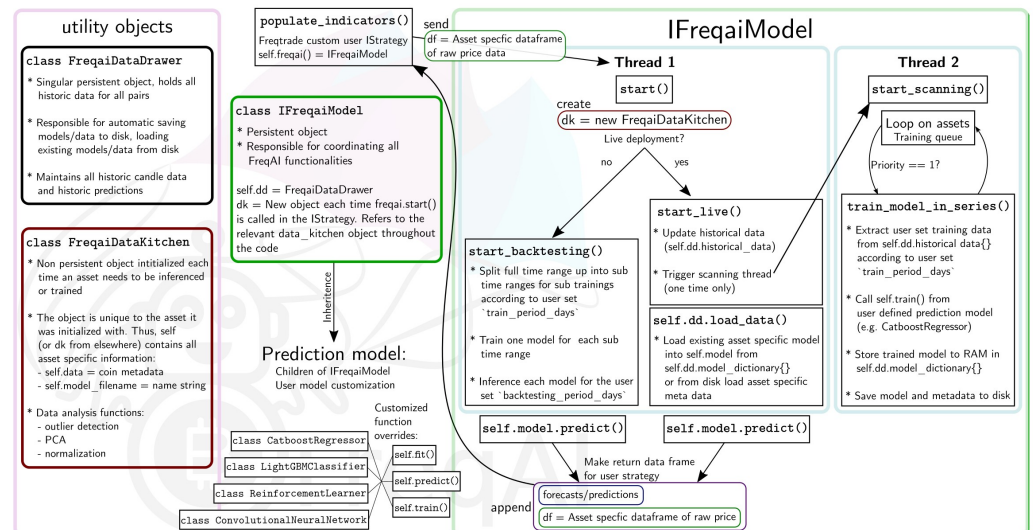 utility objects
class FreqaiDataDrawer
* Singular persistent object, holds all
historic data for all pairs
* Responsible for automatic saving
models/data to disk, loading
existing models/data from disk
* Maintains all historic candle data
and historic predictions
class FreqaiDataKitchen
* Non persistent object intitialized each
time an asset needs to be inferenced
or trained
* The object is unique to the asset it
was initialized with. Thus, self
(or dk from elsewhere) contains all
asset specific information:
- self.data = coin metadata
- self.model_filename = name string
* Data analysis functions:
- outlier detection
- PCA
- normalization
populate_indicators()
Freqtrade custom user IStrategy
self.freqai() = IFreqaiModel
send
df = Asset specfic dataframe
of raw price data
class IFreqaiModel
* Persistent object
* Responsible for coordinating all
FreqAI functionalities
self.dd = FreqaiDataDrawer
dk = New object each time freqai.start()
is called in the IStrategy. Refers to the
relevant data_kitchen object throughout
the code
Inheritence
Prediction model:
Children of IFreqaiModel
User model customization
Customized
function
overrides:
class CatboostRegressor
class LightGBMClassifier
class ReinforcementLearner
class ConvolutionalNeuralNetwork
self.fit()
self.predict()
self.train()
IFreqaiModel
Thread 1
start()
create
dk = new FreqaiDataKitchen
Live deployment?
no
yes
start_backtesting()
* Split full time range up into sub
time ranges for sub trainings
according to user set
`train_period_days`
* Train one model for each sub
time range
* Inference each model for the user
set `backtesting_period_days`
start_live()
* Update historical data
(self.dd.historical_data)
* Trigger scanning thread
(one time only)
self.dd.load_data()
* Load existing asset specific model
into self.model from
self.dd.model_dictionary{}
or from disk load asset specific
meta data
self.model.predict()
self.model.predict()
Make return data frame
for user strategy
append
forecasts/predictions
df = Asset specfic dataframe of raw price
Thread 2
start_scanning()
Loop on assets
Training queue
Priority == 1?
train_model_in_series()
* Extract user set training data
from self.dd.historical data{}
according to user set
`train_period_days`
* Call self.train() from
user defined prediction model
(e.g. CatboostRegressor)
* Store trained model to RAM in
self.dd.model_dictionary{}
* Save model and metadata to disk
FreqAI